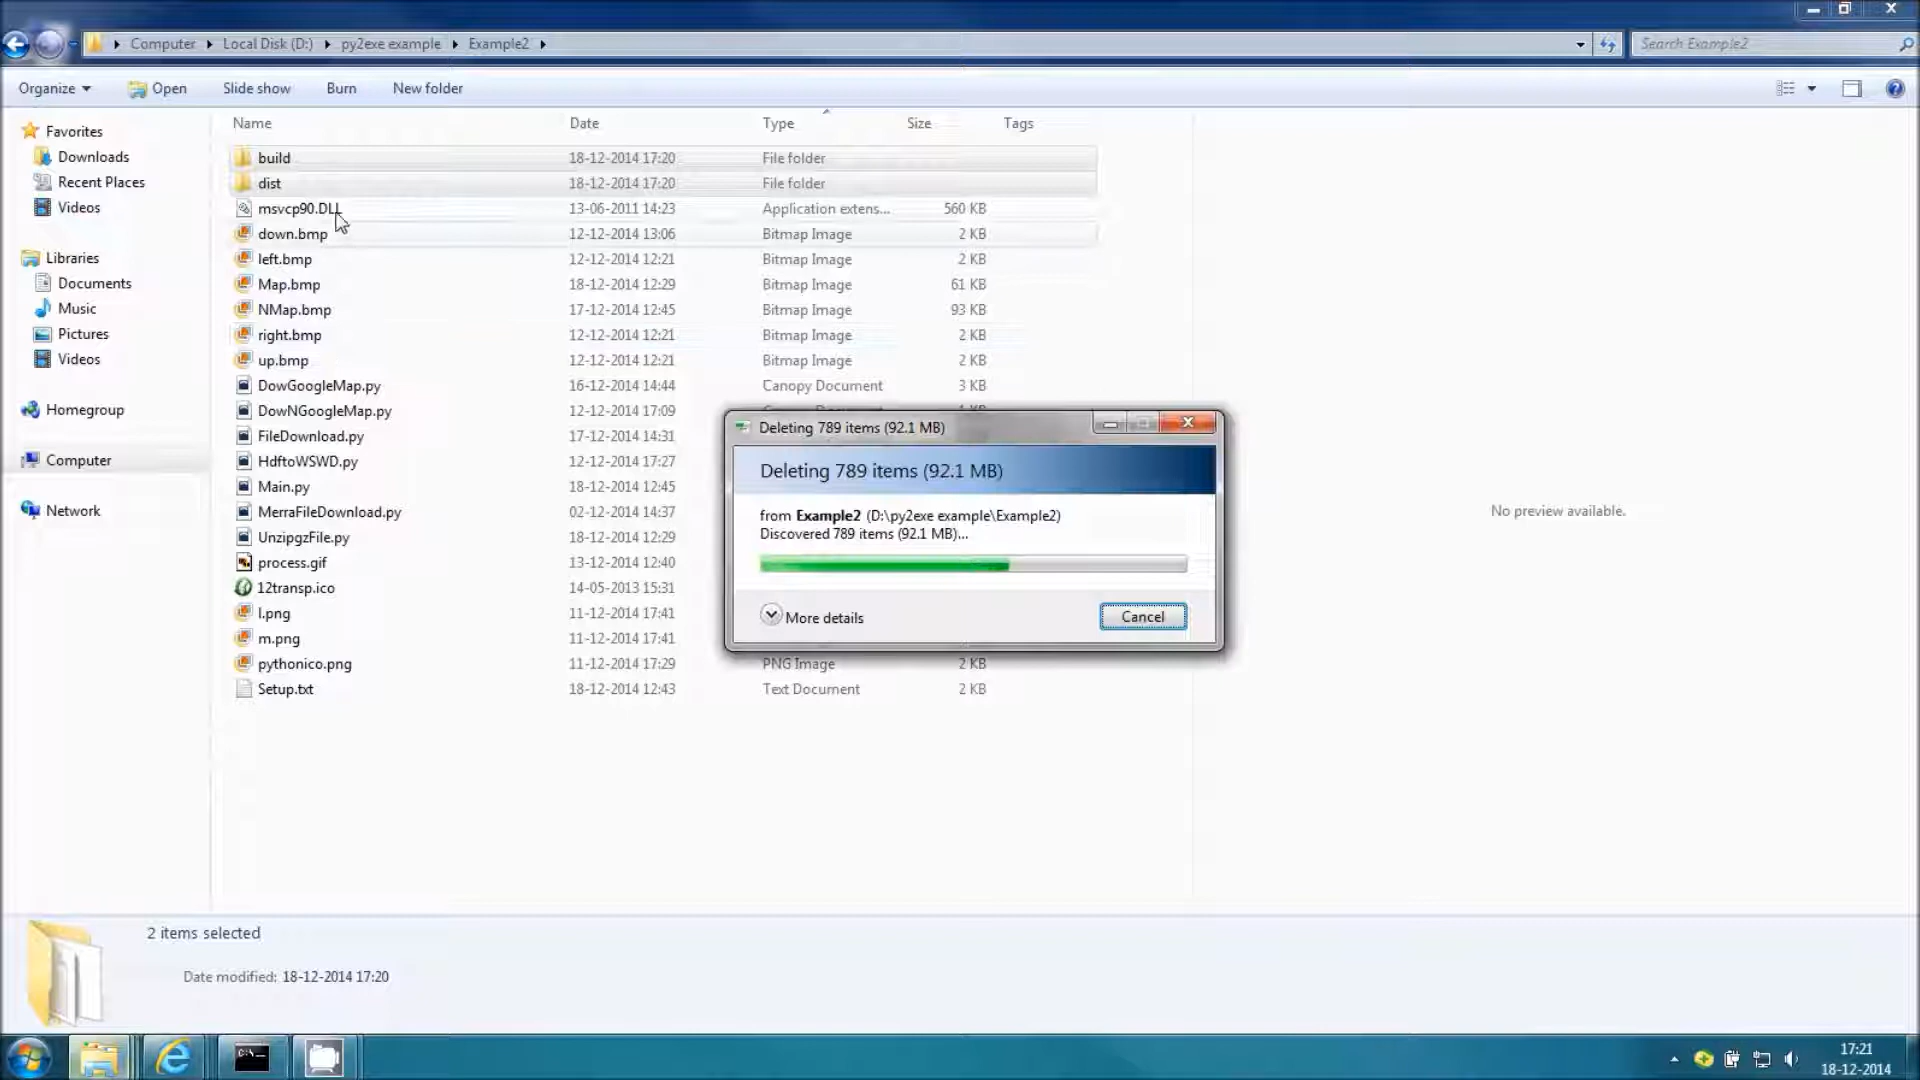 Computer Local Disk (D:) py2exe example Example2
Search Example2
Organize Open Slide show Burn New folder
Name Date Type Size Tags
Favorites
Downloads
Recent Places
Videos
Libraries
Documents
Music
Pictures
Videos
Homegroup
Computer
Network
build 18-12-2014 17:20 File folder
dist 18-12-2014 17:20 File folder
msvcp90.DLL 13-06-2011 14:23 Application extens... 560 KB
down.bmp 12-12-2014 13:06 Bitmap Image 2 KB
left.bmp 12-12-2014 12:21 Bitmap Image 2 KB
Map.bmp 18-12-2014 12:29 Bitmap Image 61 KB
NMap.bmp 17-12-2014 12:45 Bitmap Image 93 KB
right.bmp 12-12-2014 12:21 Bitmap Image 2 KB
up.bmp 12-12-2014 12:21 Bitmap Image 2 KB
DowGoogleMap.py 16-12-2014 14:44 Canopy Document 3 KB
DowNGoogleMap.py 12-12-2014 17:09
FileDownload.py 17-12-2014 14:31
HdftoWSWD.py 12-12-2014 17:27
Main.py 18-12-2014 12:45
MerraFileDownload.py 02-12-2014 14:37
UnzipgzFile.py 18-12-2014 12:29
process.gif 13-12-2014 12:40
12transp.ico 14-05-2013 15:31
l.png 11-12-2014 17:41
m.png 11-12-2014 17:41
pythonico.png 11-12-2014 17:29 PNG Image 2 KB
Setup.txt 18-12-2014 12:43 Text Document 2 KB
Deleting 789 items (92.1 MB)
Deleting 789 items (92.1 MB)
from Example2 (D:\py2exe example\Example2)
Discovered 789 items (92.1 MB)...
More details
Cancel
No preview available.
2 items selected
Date modified: 18-12-2014 17:20
C:\
17:21
18-12-2014